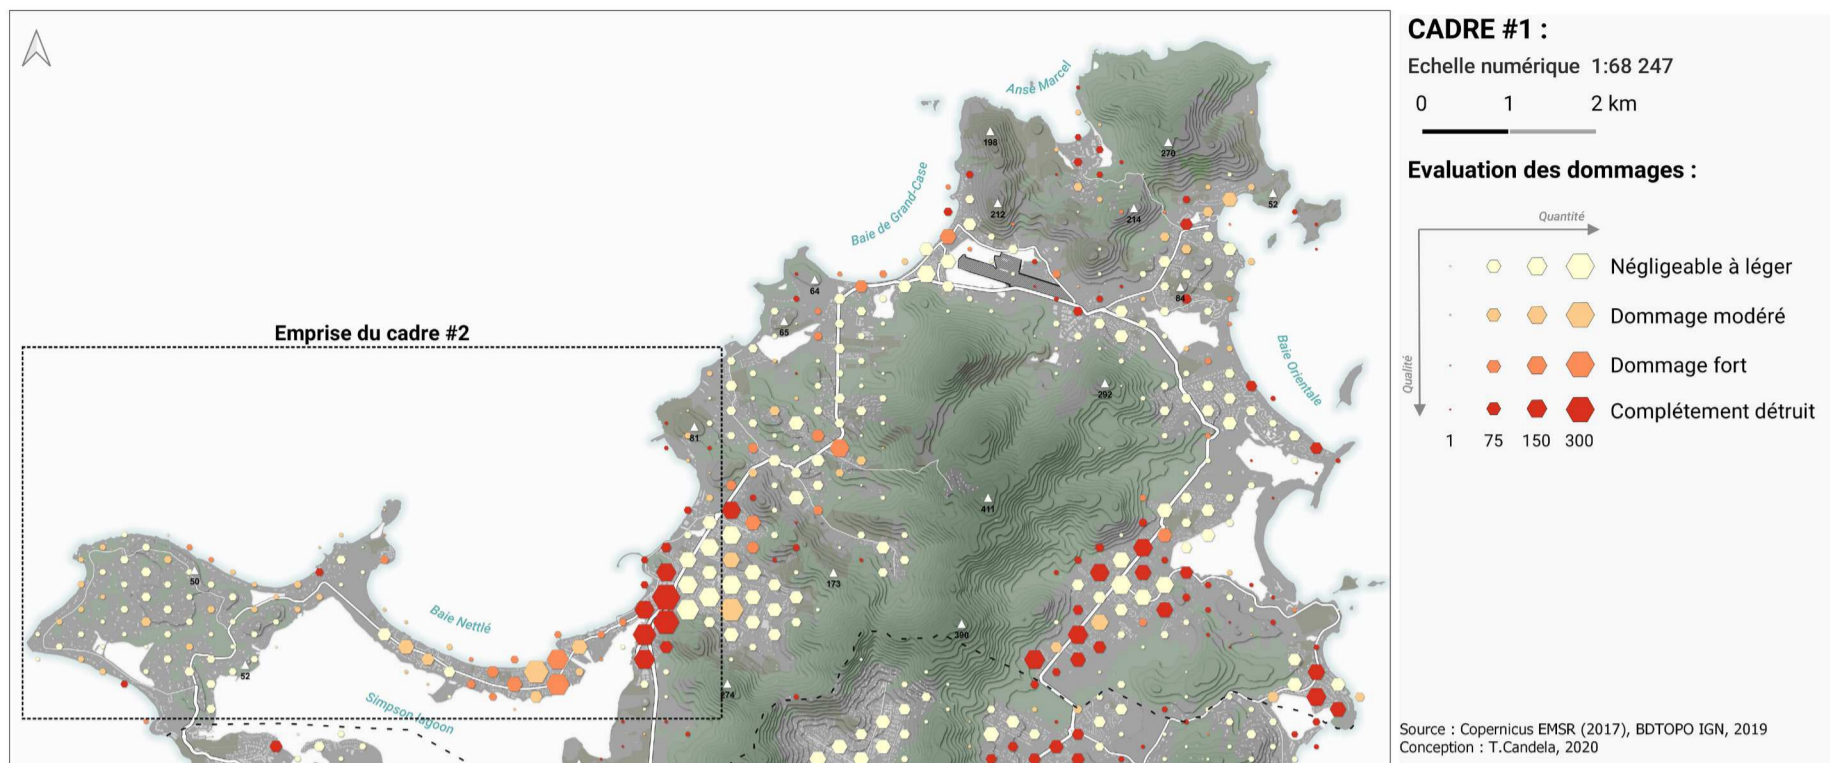 Anse Marcel
198
270
212
214
52
Baie de Grand-Case
64
84
65
Emprise du cadre #2
Baie Orientale
292
81
411
50
173
Baie Nettlé
390
52
274
Simpson lagoon
CADRE #1 :
Echelle numérique 1:68 247
0 1 2 km
Evaluation des dommages :
Quantité
Qualité
Négligeable à léger
Dommage modéré
Dommage fort
Complétement détruit
1 75 150 300
Source : Copernicus EMSR (2017), BDTOPO IGN, 2019
Conception : T.Candela, 2020